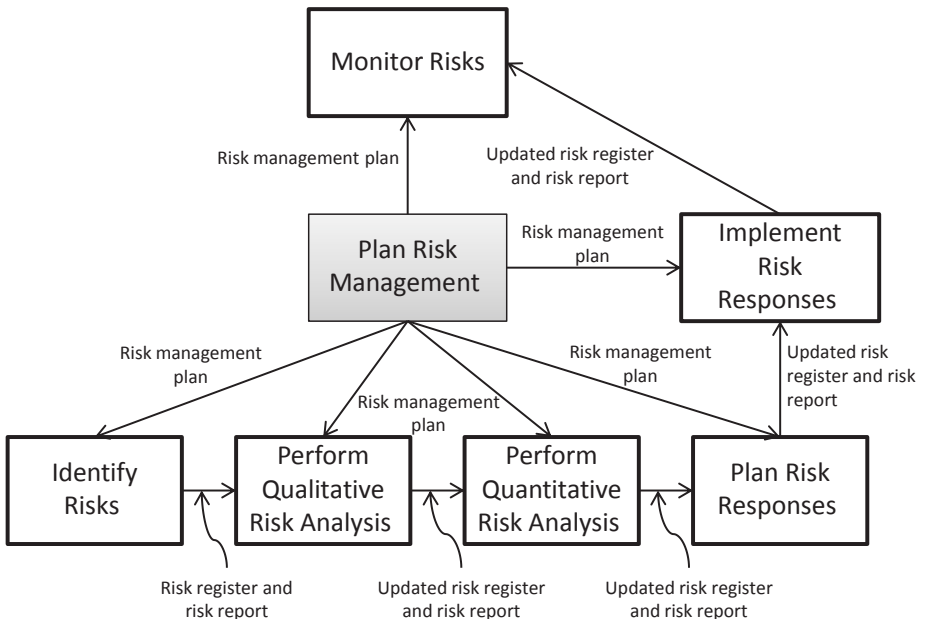 Monitor Risks
Risk management plan
Updated risk register
and risk report
Plan Risk
Management
Risk management
plan
Implement
Risk
Responses
Risk management
plan
Risk management
plan
Risk management
plan
Updated risk
register and risk
report
Identify
Risks
Perform
Qualitative
Risk Analysis
Perform
Quantitative
Risk Analysis
Plan Risk
Responses
Risk register and
risk report
Updated risk register
and risk report
Updated risk register
and risk report